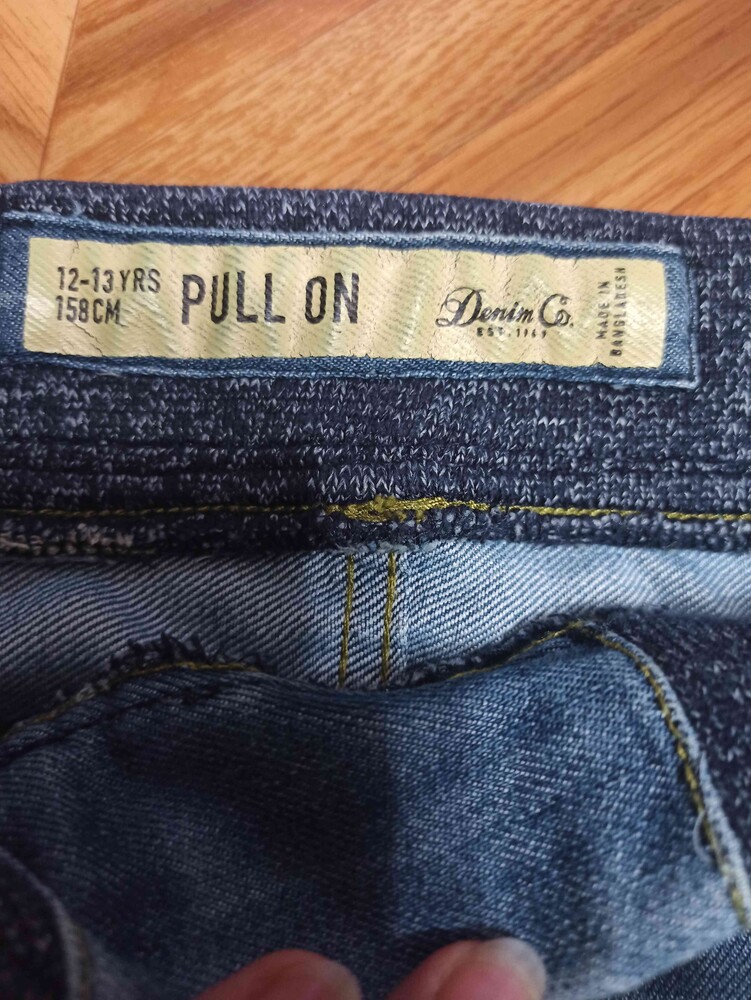 12-13 YRS
158CM
PULL ON
Denim Co.
EST. 1969
MADE IN
BANGLADESH